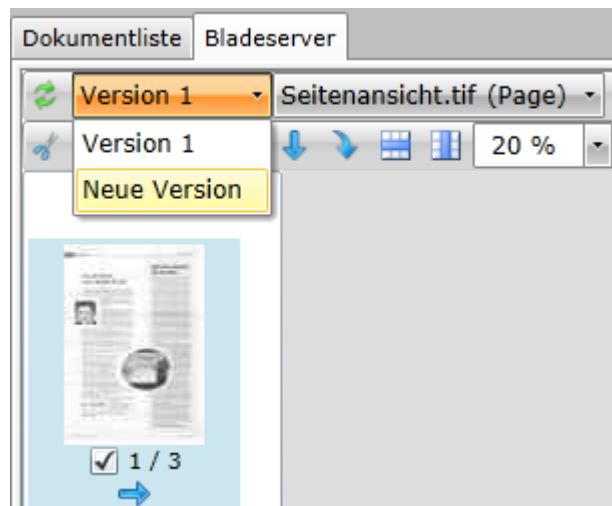 Dokumentliste Bladeserver
Version 1 Seitenansicht.tif (Page)
Version 1 20 %
Neue Version
1 / 3